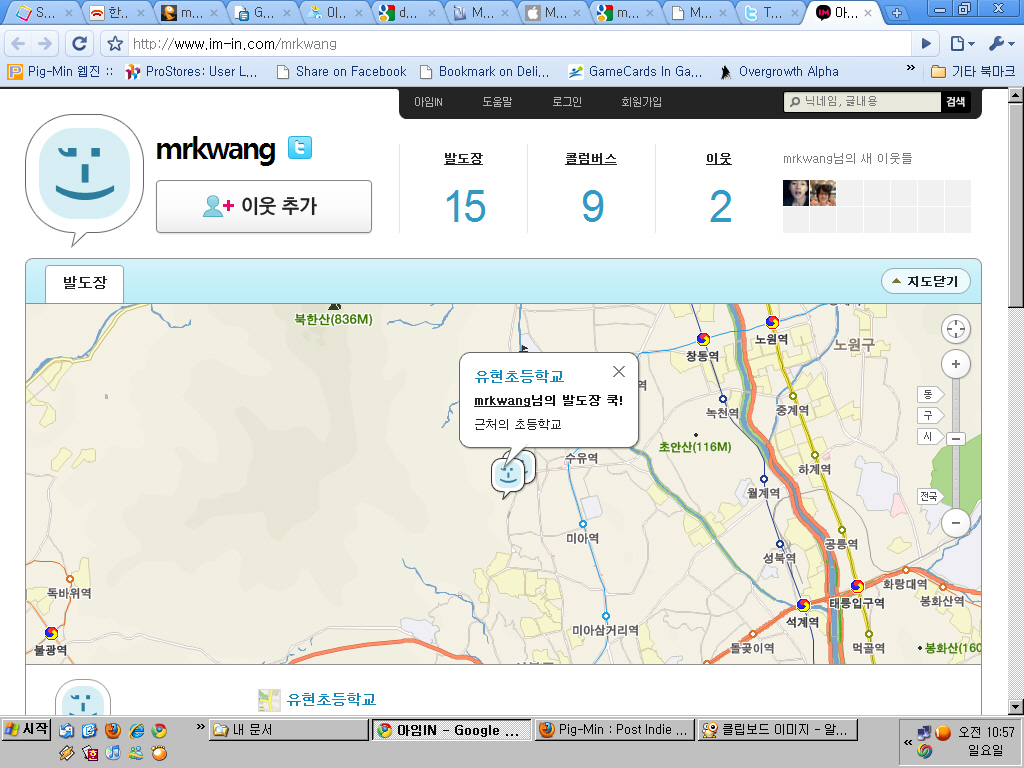 S...
한...
m...
G...
이...
d...
M...
M...
m...
M...
T...
아...
http://www.im-in.com/mrkwang
Pig-Min 웹진 ::
ProStores: User L...
Share on Facebook
Bookmark on Deli...
GameCards In Ga...
Overgrowth Alpha
»
기타 북마크
아임IN
도움말
로그인
회원가입
닉네임, 글내용
검색
mrkwang
이웃 추가
발도장
15
콜럼버스
9
이웃
2
mrkwang님의 새 이웃들
발도장
지도닫기
북한산(836M)
노원역
노원구
창동역
유현초등학교
mrkwang님의 발도장 쿡!
근처의 초등학교
역
녹천역
중계역
동
구
시
전국
초안산(116M)
수유역
하계역
월계역
미아역
공릉역
성북역
독바위역
화랑대역
봉화산역
태릉입구역
석계역
미아삼거리역
불광역
돌곶이역
먹골역
봉화산(160
유현초등학교
시작
»
내 문서
아임IN - Google ...
Pig-Min : Post Indie ...
클립보드 이미지 - 알...
«
오전 10:57
일요일